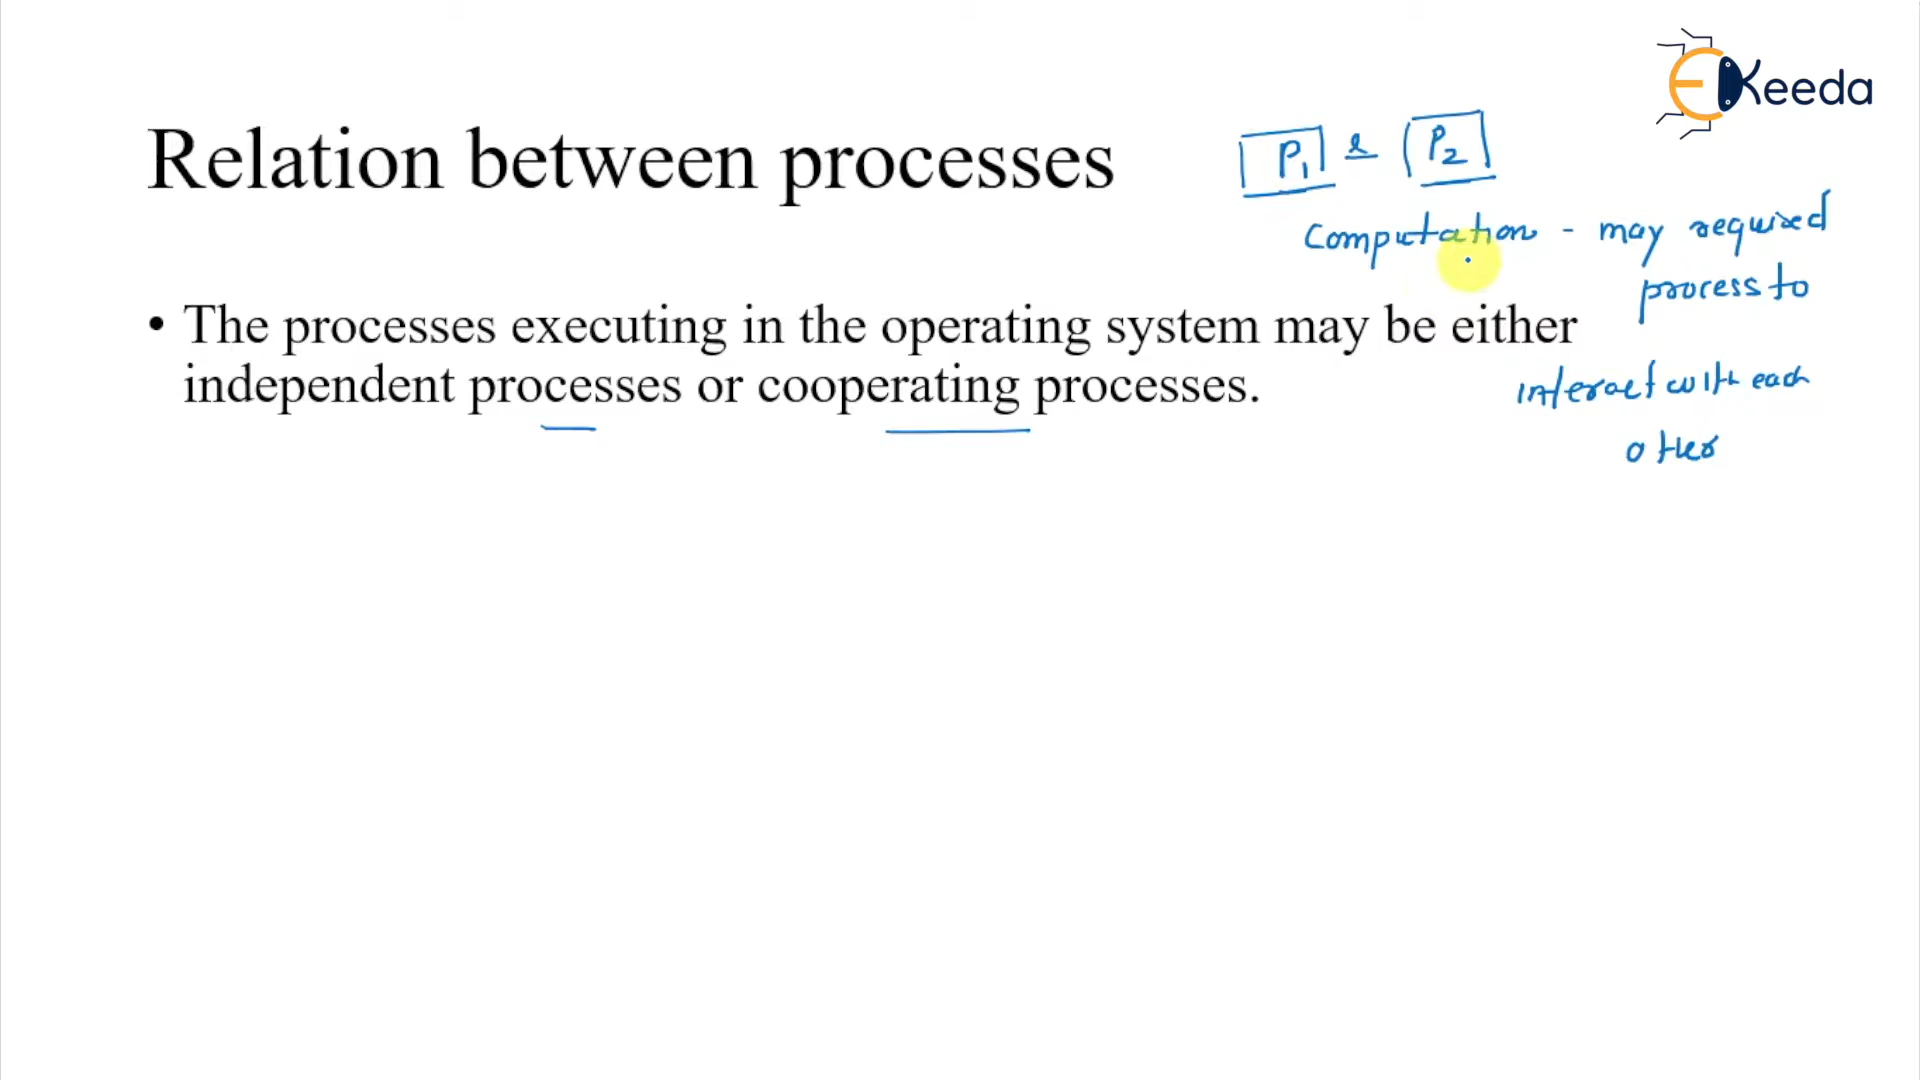 EKeeda
Relation between processes
P1 & P2
Computation - may required
process to
interact with each
other
• The processes executing in the operating system may be either
independent processes or cooperating processes.